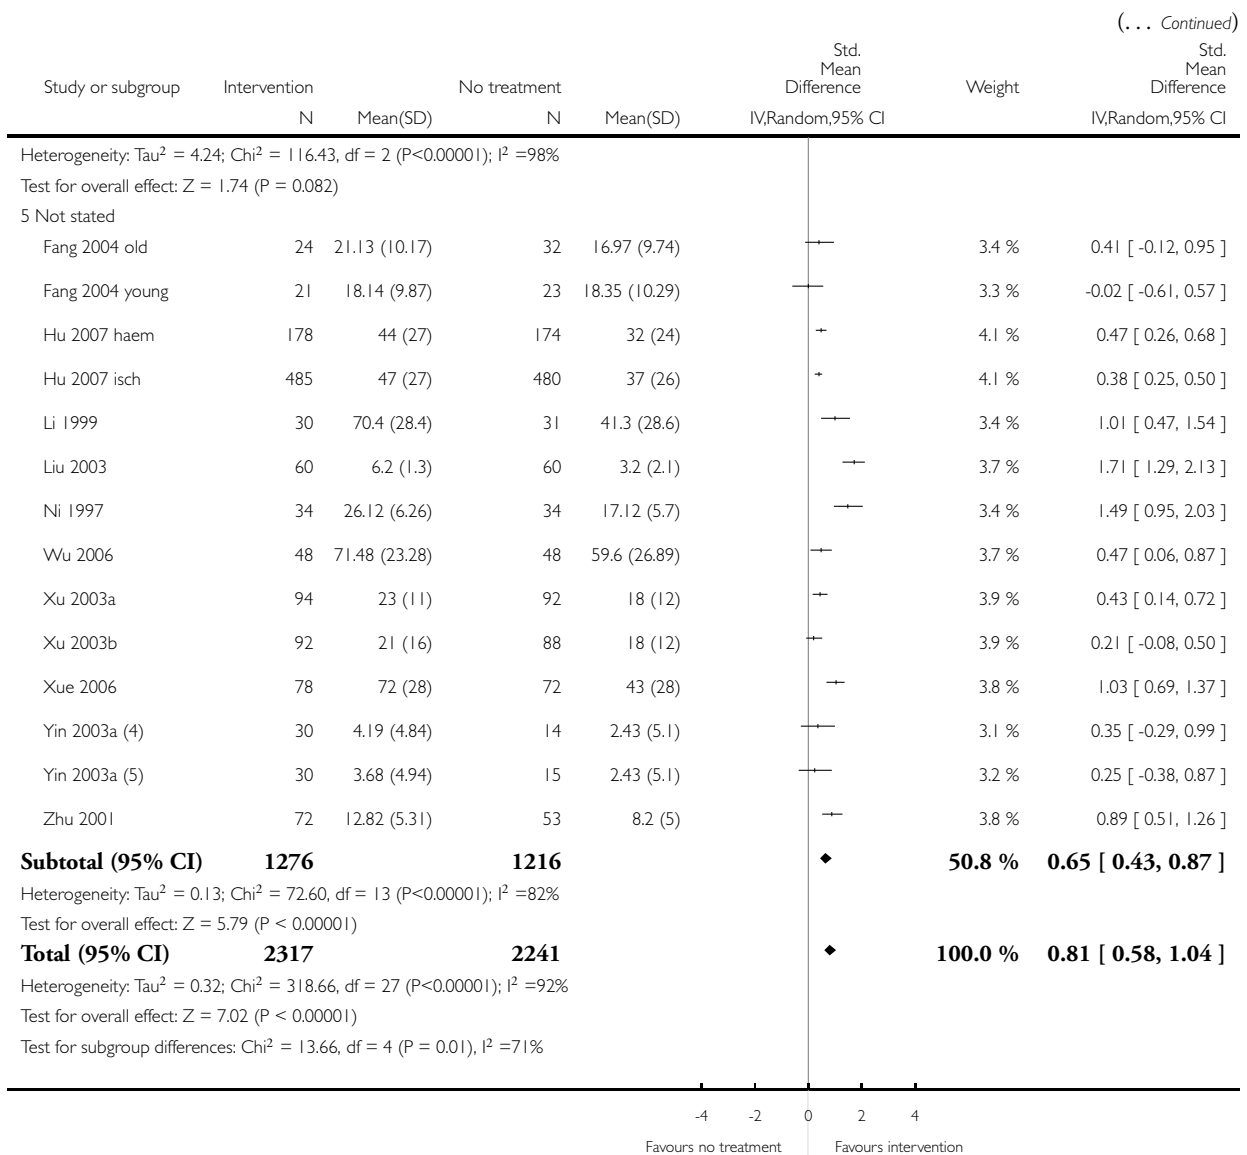 (... Continued)
Study or subgroup Intervention No treatment Std. Mean Difference Weight Std. Mean Difference
N Mean(SD) N Mean(SD) IV,Random,95% CI IV,Random,95% CI
Heterogeneity: Tau² = 4.24; Chi² = 116.43, df = 2 (P<0.00001); I² =98%
Test for overall effect: Z = 1.74 (P = 0.082)
5 Not stated
Fang 2004 old 24 21.13 (10.17) 32 16.97 (9.74) 3.4 % 0.41 [ -0.12, 0.95 ]
Fang 2004 young 21 18.14 (9.87) 23 18.35 (10.29) 3.3 % -0.02 [ -0.61, 0.57 ]
Hu 2007 haem 178 44 (27) 174 32 (24) 4.1 % 0.47 [ 0.26, 0.68 ]
Hu 2007 isch 485 47 (27) 480 37 (26) 4.1 % 0.38 [ 0.25, 0.50 ]
Li 1999 30 70.4 (28.4) 31 41.3 (28.6) 3.4 % 1.01 [ 0.47, 1.54 ]
Liu 2003 60 6.2 (1.3) 60 3.2 (2.1) 3.7 % 1.71 [ 1.29, 2.13 ]
Ni 1997 34 26.12 (6.26) 34 17.12 (5.7) 3.4 % 1.49 [ 0.95, 2.03 ]
Wu 2006 48 71.48 (23.28) 48 59.6 (26.89) 3.7 % 0.47 [ 0.06, 0.87 ]
Xu 2003a 94 23 (11) 92 18 (12) 3.9 % 0.43 [ 0.14, 0.72 ]
Xu 2003b 92 21 (16) 88 18 (12) 3.9 % 0.21 [ -0.08, 0.50 ]
Xue 2006 78 72 (28) 72 43 (28) 3.8 % 1.03 [ 0.69, 1.37 ]
Yin 2003a (4) 30 4.19 (4.84) 14 2.43 (5.1) 3.1 % 0.35 [ -0.29, 0.99 ]
Yin 2003a (5) 30 3.68 (4.94) 15 2.43 (5.1) 3.2 % 0.25 [ -0.38, 0.87 ]
Zhu 2001 72 12.82 (5.31) 53 8.2 (5) 3.8 % 0.89 [ 0.51, 1.26 ]
Subtotal (95% CI) 1276 1216 50.8 % 0.65 [ 0.43, 0.87 ]
Heterogeneity: Tau² = 0.13; Chi² = 72.60, df = 13 (P<0.00001); I² =82%
Test for overall effect: Z = 5.79 (P < 0.00001)
Total (95% CI) 2317 2241 100.0 % 0.81 [ 0.58, 1.04 ]
Heterogeneity: Tau² = 0.32; Chi² = 318.66, df = 27 (P<0.00001); I² =92%
Test for overall effect: Z = 7.02 (P < 0.00001)
Test for subgroup differences: Chi² = 13.66, df = 4 (P = 0.01), I² =71%
-4 -2 0 2 4
Favours no treatment Favours intervention